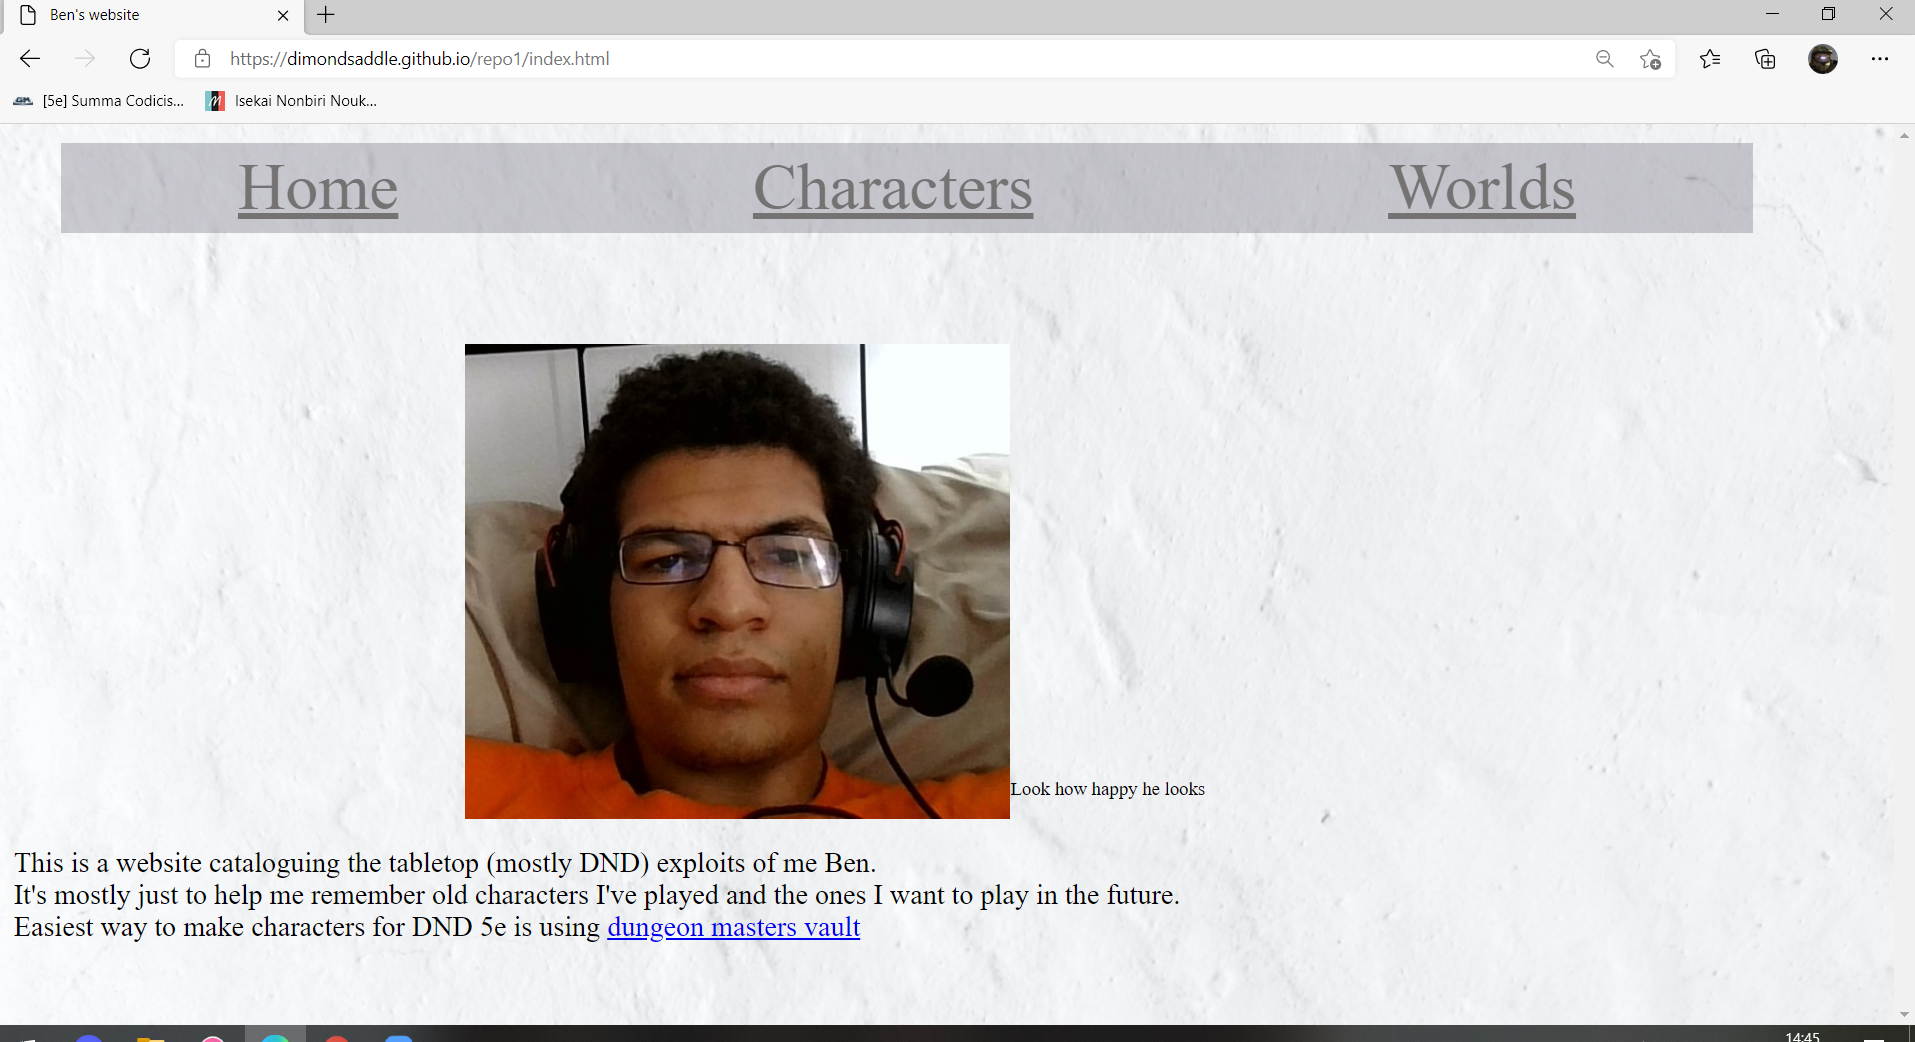 Ben's website
https://dimondsaddle.github.io/repo1/index.html
[5e] Summa Codicis...
Isekai Nonbiri Nouk...
Home Characters Worlds
Look how happy he looks
This is a website cataloguing the tabletop (mostly DND) exploits of me Ben.
It's mostly just to help me remember old characters I've played and the ones I want to play in the future.
Easiest way to make characters for DND 5e is using dungeon masters vault
14:45